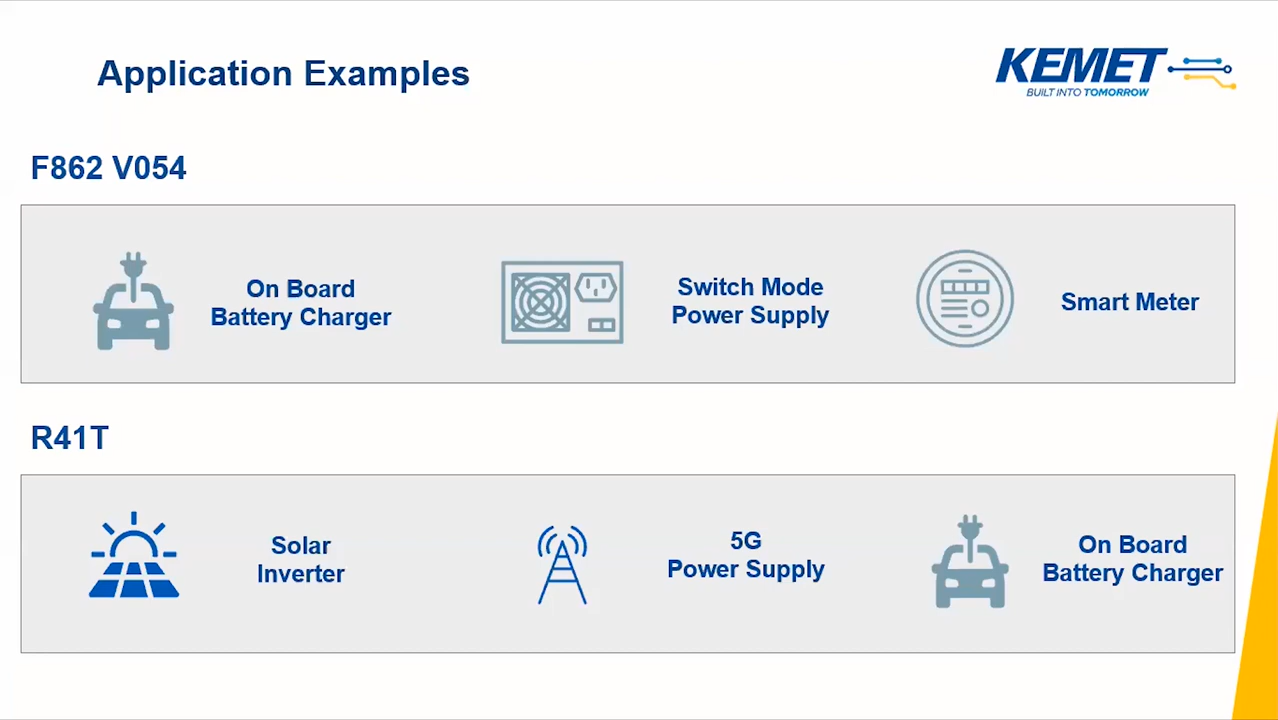 Application Examples
KEMET
BUILT INTO TOMORROW
F862 V054
On Board
Battery Charger
Switch Mode
Power Supply
Smart Meter
R41T
Solar
Inverter
5G
Power Supply
On Board
Battery Charger